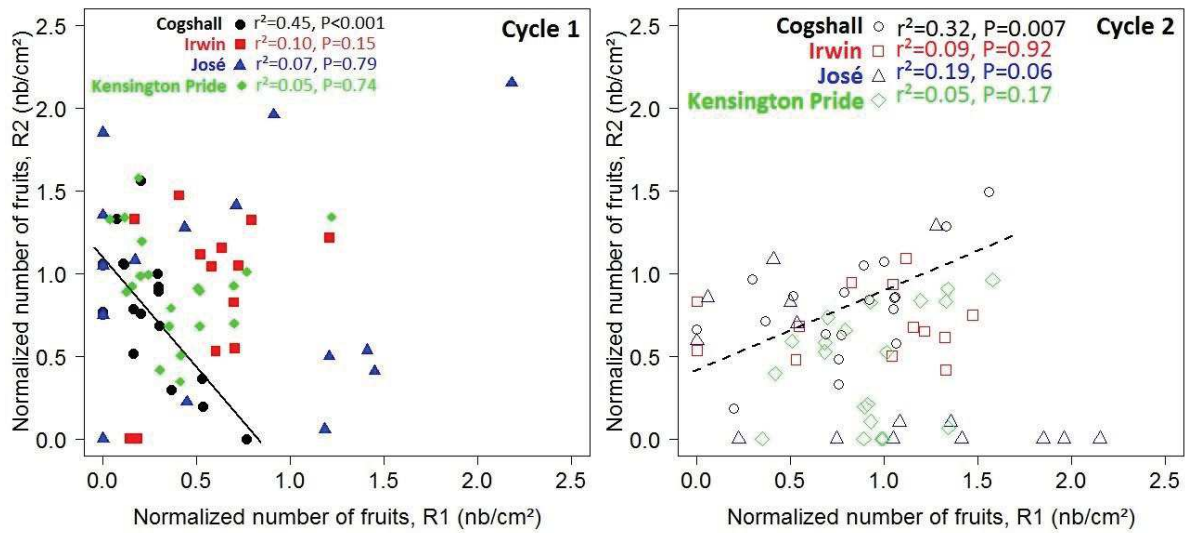 Cogshall r²=0.45, P<0.001
Irwin r²=0.10, P=0.15
José r²=0.07, P=0.79
Kensington Pride r²=0.05, P=0.74
Cycle 1
Normalized number of fruits, R2 (nb/cm²)
2.5
2.0
1.5
1.0
0.5
0.0
0.0 0.5 1.0 1.5 2.0 2.5
Normalized number of fruits, R1 (nb/cm²)
Cogshall r²=0.32, P=0.007
Irwin r²=0.09, P=0.92
José r²=0.19, P=0.06
Kensington Pride r²=0.05, P=0.17
Cycle 2
Normalized number of fruits, R2 (nb/cm²)
2.5
2.0
1.5
1.0
0.5
0.0
0.0 0.5 1.0 1.5 2.0 2.5
Normalized number of fruits, R1 (nb/cm²)